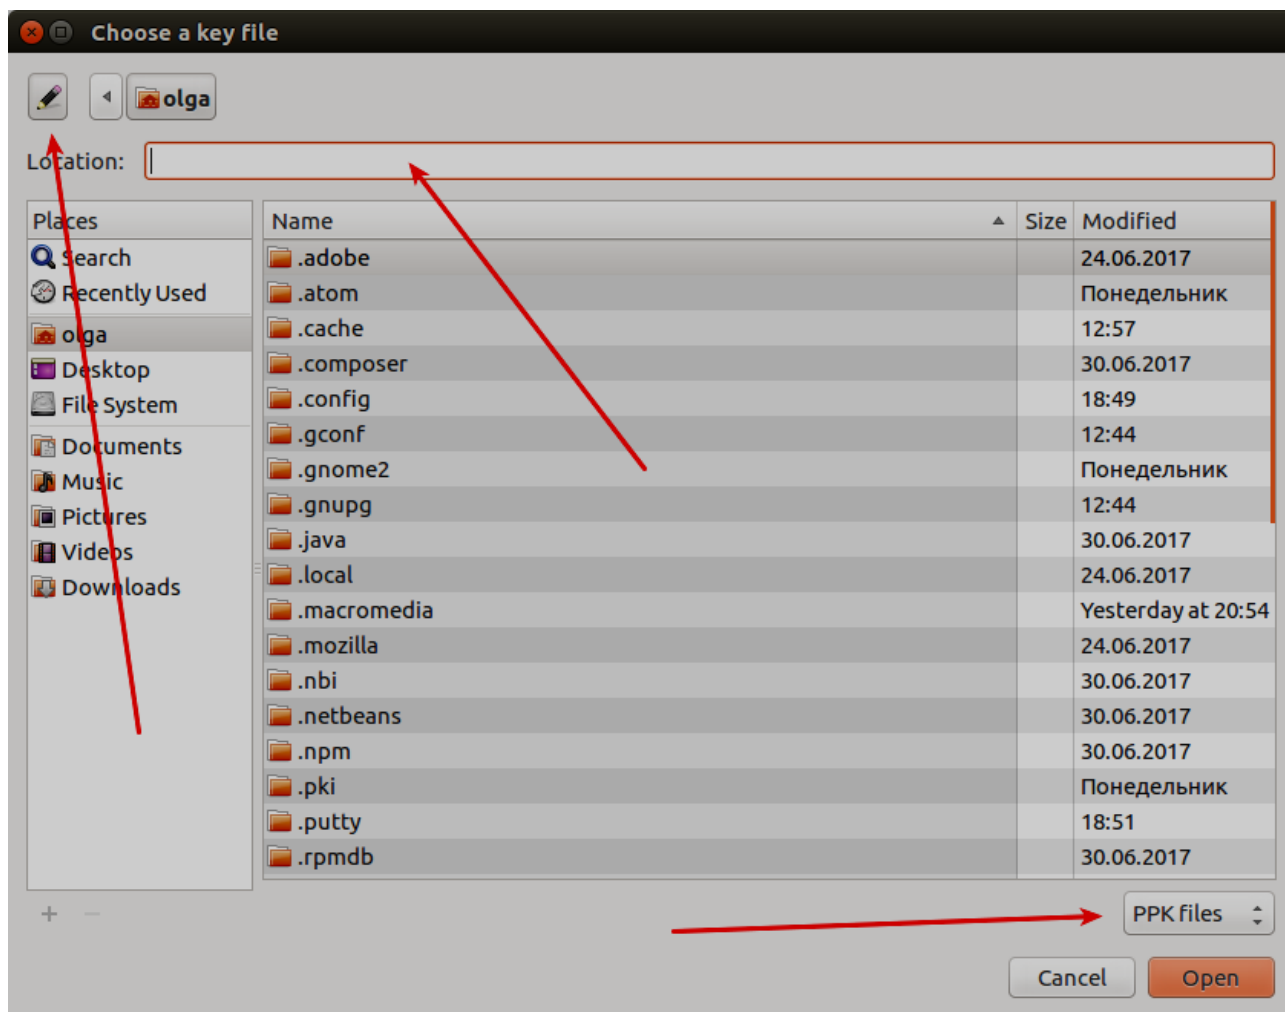 Choose a key file
olga
Location:
Places
Name Size Modified
Search
Recently Used
olga
Desktop
File System
Documents
Music
Pictures
Videos
Downloads
.adobe 24.06.2017
.atom Понедельник
.cache 12:57
.composer 30.06.2017
.config 18:49
.gconf 12:44
.gnome2 Понедельник
.gnupg 12:44
.java 30.06.2017
.local 24.06.2017
.macromedia Yesterday at 20:54
.mozilla 24.06.2017
.nbi 30.06.2017
.netbeans 30.06.2017
.npm 30.06.2017
.pki Понедельник
.putty 18:51
.rpmdb 30.06.2017
PPK files
Cancel Open